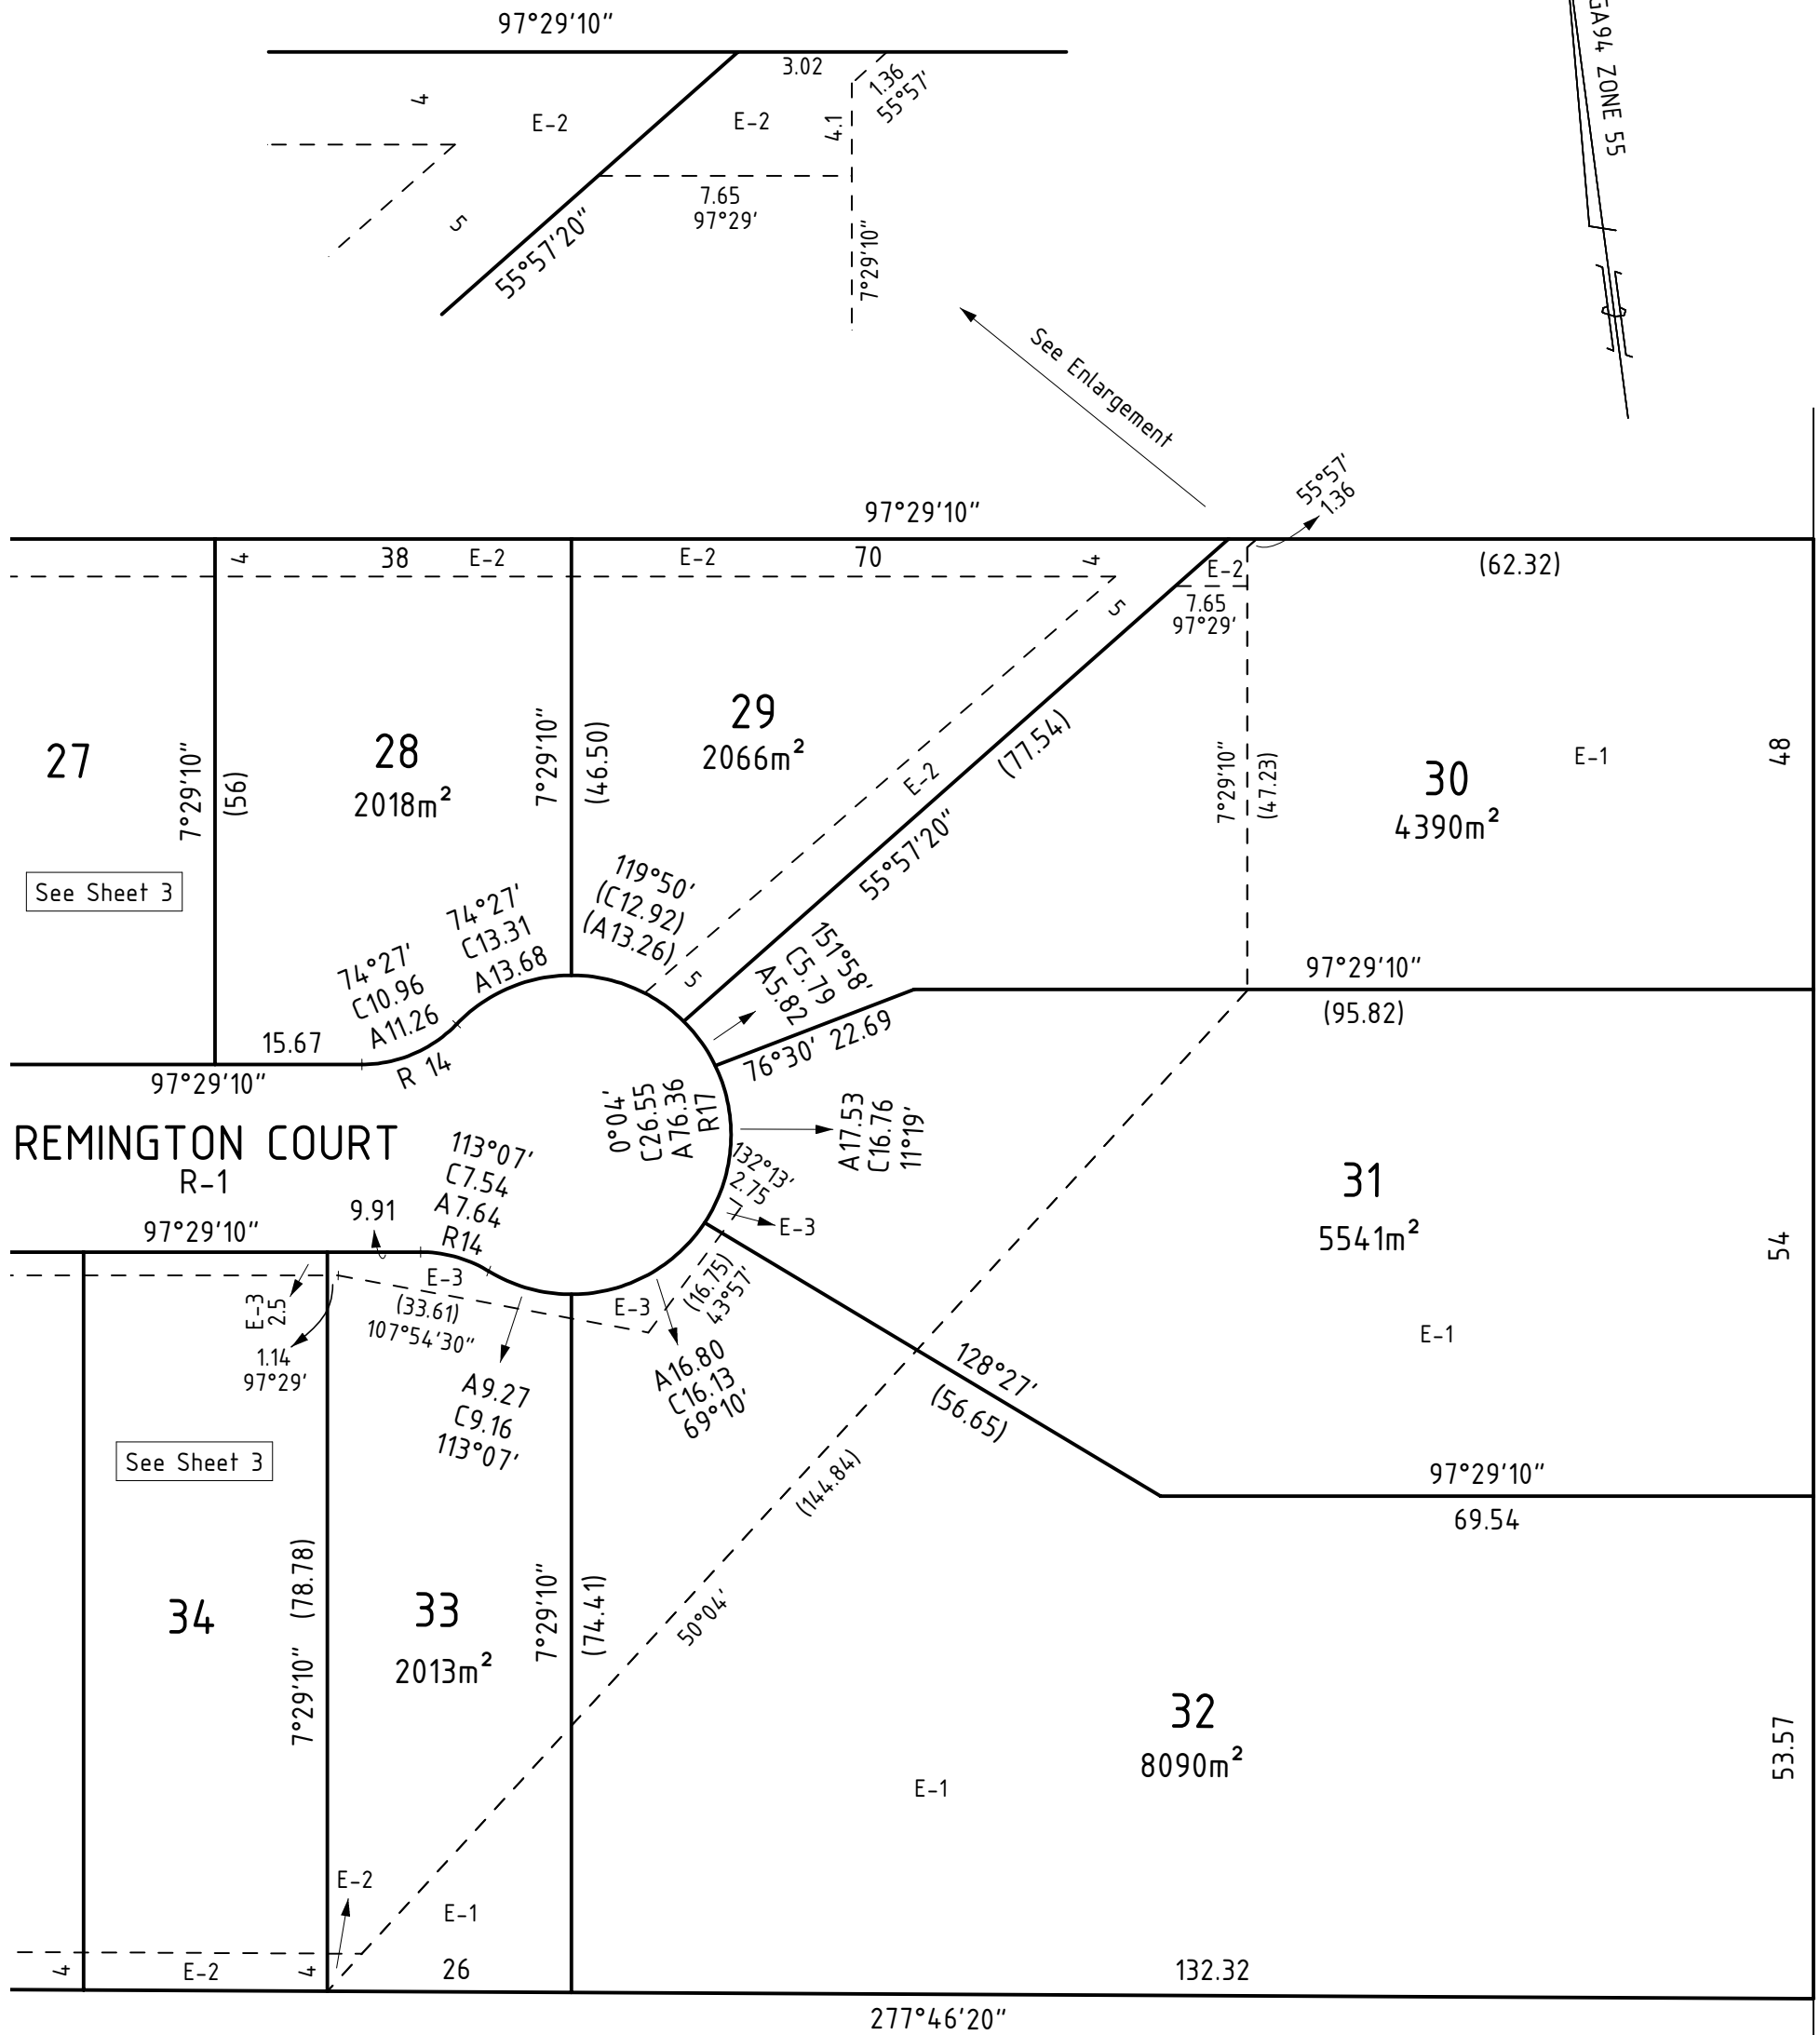 97°29'10"
3.02
1.36
55°57'
4
E-2
E-2
4.1
7.65
97°29'
5
55°57'20"
7°29'10"
GA94 ZONE 55
See Enlargement
55°57'
1.36
97°29'10"
4
38
E-2
E-2
70
4
E-2
(62.32)
5
7.65
97°29'
27
7°29'10"
(56)
28
2018m²
7°29'10"
(46.50)
29
2066m²
E-2
(77.54)
55°57'20"
7°29'10"
(47.23)
30
4390m²
E-1
48
See Sheet 3
119°50'
(C12.92)
(A13.26)
5
74°27'
C13.31
A13.68
74°27'
C10.96
A11.26
R 14
151°58'
C5.79
A5.82
76°30' 22.69
97°29'10"
(95.82)
15.67
97°29'10"
REMINGTON COURT
R-1
0°04'
C26.55
A76.36
R17
A17.53
C16.76
11°19'
113°07'
C7.54
A7.64
R14
132°13'
2.75
E-3
31
5541m²
E-1
54
97°29'10"
9.91
E-3
2.5
1.14
97°29'
E-3
(33.61)
107°54'30"
E-3
(16.75)
43°57'
A9.27
C9.16
113°07'
A16.80
C16.13
69°10'
128°27'
(56.65)
97°29'10"
69.54
See Sheet 3
(144.84)
50°04'
34
7°29'10" (78.78)
33
2013m²
7°29'10"
(74.41)
32
8090m²
E-1
53.57
E-2
E-1
4
E-2
4
26
132.32
277°46'20"